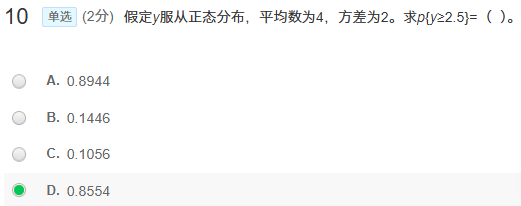 10 单选 (2分) 假定y服从正态分布，平均数为4，方差为2。求p{y≥2.5}=（ ）。
A. 0.8944
B. 0.1446
C. 0.1056
D. 0.8554